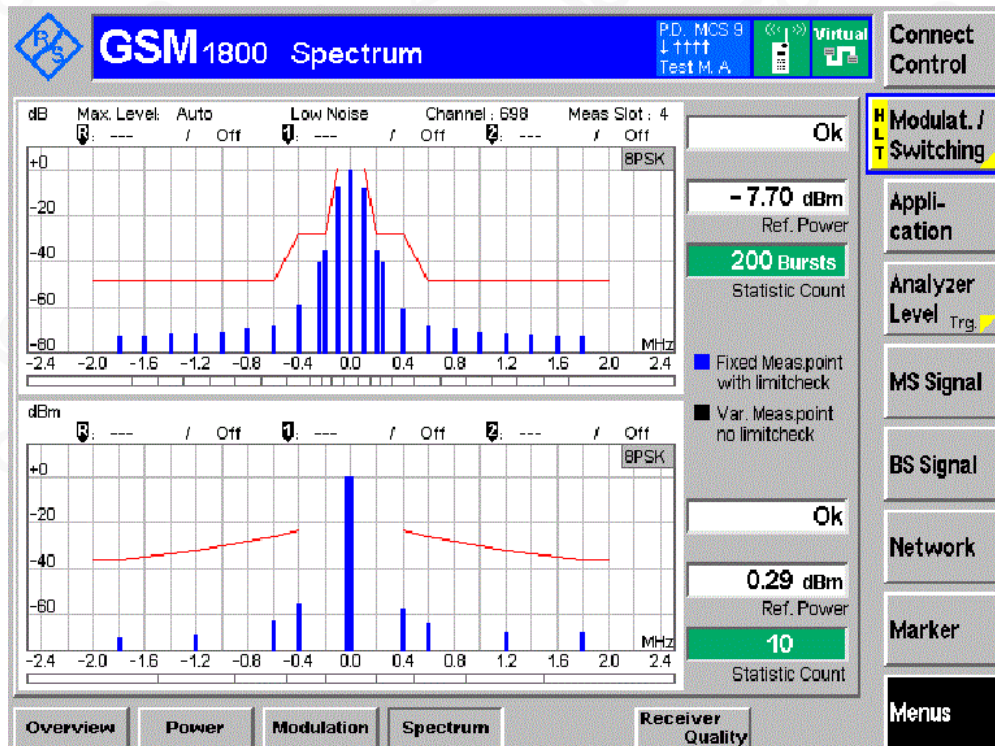 R/S
GSM 1800 Spectrum
P.D. MCS 9
↓↑↑↑↑
Test M. A.
Virtual
Connect Control
dB Max. Level: Auto Low Noise Channel : 698 Meas Slot : 4
R: --- / Off 1: --- / Off 2: --- / Off
8PSK
+0
-20
-40
-60
-80
MHz
-2.4 -2.0 -1.6 -1.2 -0.8 -0.4 0.0 0.4 0.8 1.2 1.6 2.0 2.4
Ok
- 7.70 dBm
Ref. Power
200 Bursts
Statistic Count
Fixed Meas.point
with limitcheck
Var. Meas.point
no limitcheck
dBm
R: --- / Off 1: --- / Off 2: --- / Off
8PSK
+0
-20
-40
-60
MHz
-2.4 -2.0 -1.6 -1.2 -0.8 -0.4 0.0 0.4 0.8 1.2 1.6 2.0 2.4
Ok
0.29 dBm
Ref. Power
10
Statistic Count
HLT
Modulat. /
Switching
Appli-
cation
Analyzer
Level Trg.
MS Signal
BS Signal
Network
Marker
Menus
Overview
Power
Modulation
Spectrum
Receiver
Quality